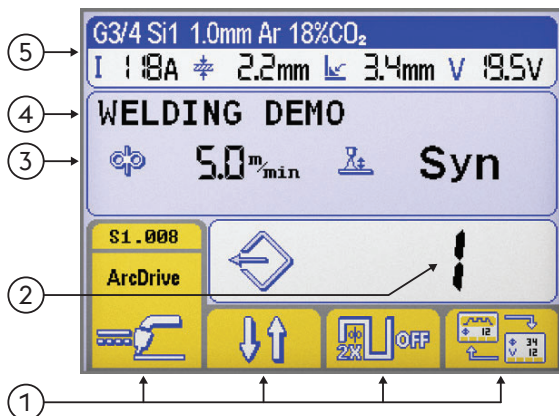 G3/4 Si1 1.0mm Ar 18%CO₂
5
I 118A 2.2mm 3.4mm V 19.5V
4
WELDING DEMO
3
5.0 m/min Syn
S1.008
ArcDrive
2
1
2X OFF
12
Φ 34
V 12
1